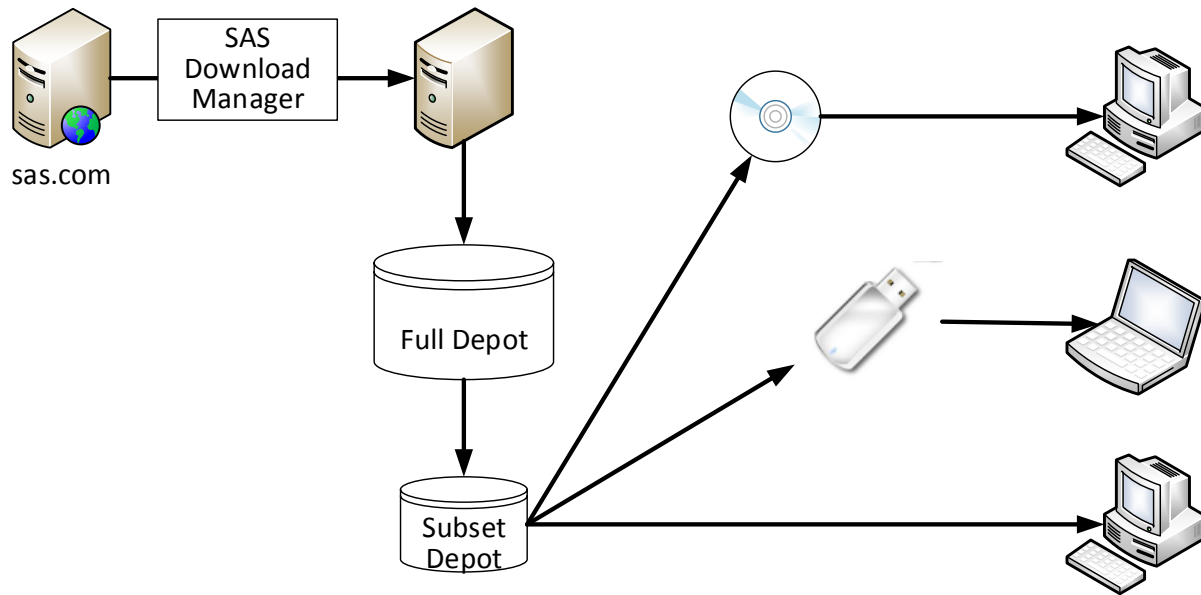 SAS
Download
Manager
sas.com
Full Depot
Subset
Depot